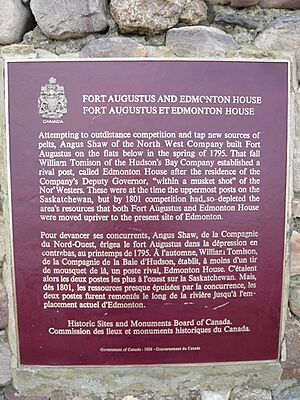 CANADA
FORT AUGUSTUS AND EDMONTON HOUSE
FORT AUGUSTUS ET EDMONTON HOUSE
Attempting to outdistance competition and tap new sources of
pelts, Angus Shaw of the North West Company built Fort
Augustus on the flats below in the spring of 1795. That fall
William Tomison of the Hudson's Bay Company established a
rival post, called Edmonton House after the residence of the
Company's Deputy Governor, "within a musket shot" of the
Nor'Westers. These were at the time the uppermost posts on the
Saskatchewan, but by 1801 competition had so depleted the
area's resources that both Fort Augustus and Edmonton House
were moved upriver to the present site of Edmonton.
Pour devancer ses concurrents, Angus Shaw, de la Compagnie
du Nord-Ouest, érigea le fort Augustus dans la dépression en
contrebas, au printemps de 1795. À l'automne, William Tomison,
de la Compagnie de la Baie d'Hudson, établit, à moins d'un tir
de mousquet de là, un poste rival, Edmonton House. C'étaient
alors les deux postes les plus à l'ouest sur la Saskatchewan. Mais,
dès 1801, les ressources presque épuisées par la concurrence, les
deux postes furent remontés le long de la rivière jusqu'à l'em-
placement actuel d'Edmonton.
Historic Sites and Monuments Board of Canada.
Commission des lieux et monuments historiques du Canada.
Government of Canada - 1926 - Gouvernement du Canada